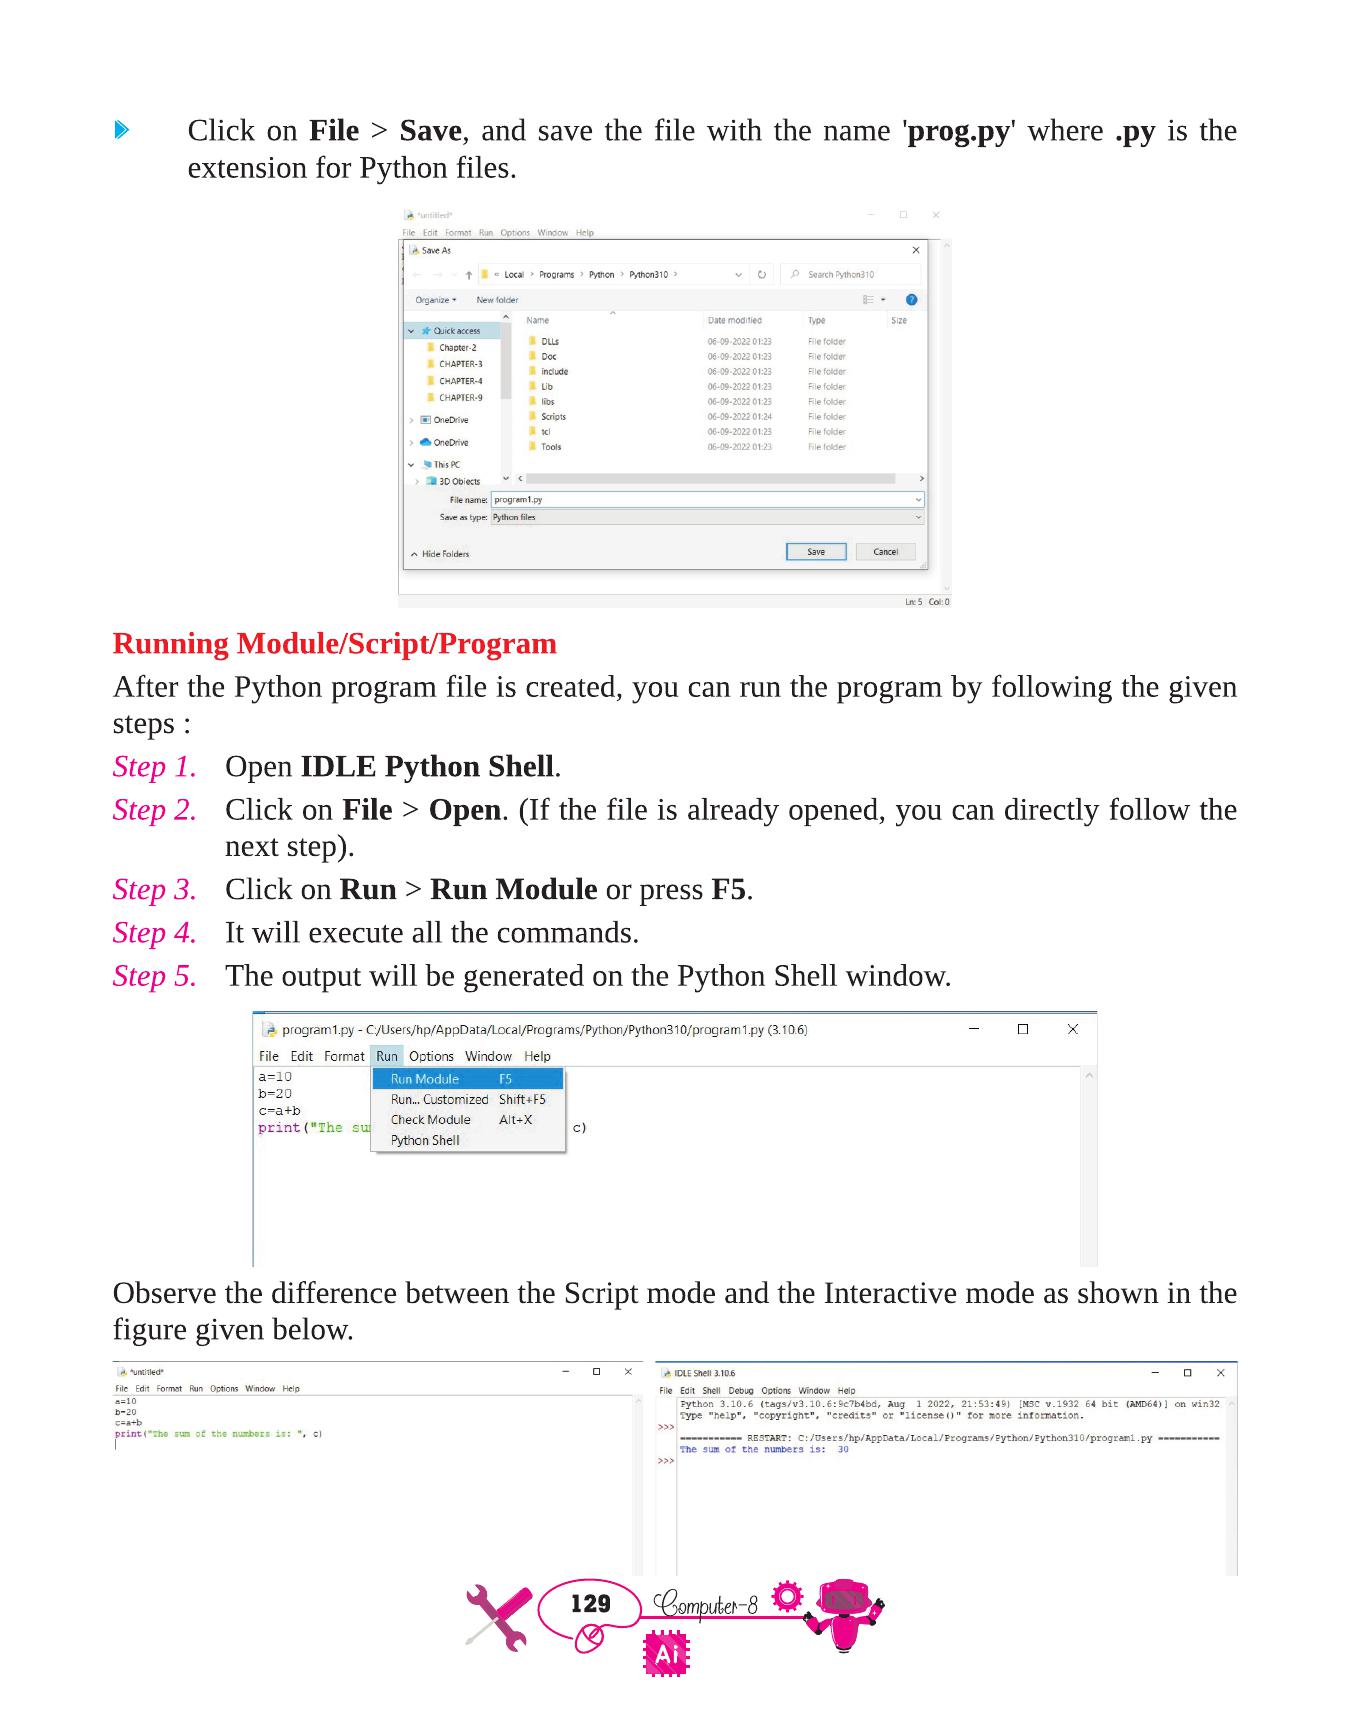 Click on File > Save, and save the file with the name 'prog.py' where .py is the
extension for Python files.
*untitled*
File Edit Format Run Options Window Help
Save As
« Local > Programs > Python > Python310 >
Search Python310
Organize New folder
Name Date modified Type Size
Quick access
Chapter-2
CHAPTER-3
CHAPTER-4
CHAPTER-9
OneDrive
OneDrive
This PC
3D Objects
DLLs 06-09-2022 01:23 File folder
Doc 06-09-2022 01:23 File folder
include 06-09-2022 01:23 File folder
Lib 06-09-2022 01:23 File folder
libs 06-09-2022 01:23 File folder
Scripts 06-09-2022 01:24 File folder
tcl 06-09-2022 01:23 File folder
Tools 06-09-2022 01:23 File folder
File name: program1.py
Save as type: Python files
Hide Folders Save Cancel
Ln: 5 Col: 0
Running Module/Script/Program
After the Python program file is created, you can run the program by following the given
steps :
Step 1. Open IDLE Python Shell.
Step 2. Click on File > Open. (If the file is already opened, you can directly follow the
next step).
Step 3. Click on Run > Run Module or press F5.
Step 4. It will execute all the commands.
Step 5. The output will be generated on the Python Shell window.
program1.py - C:/Users/hp/AppData/Local/Programs/Python/Python310/program1.py (3.10.6)
File Edit Format Run Options Window Help
a=10
b=20
c=a+b
print("The su c)
Run Module F5
Run... Customized Shift+F5
Check Module Alt+X
Python Shell
Observe the difference between the Script mode and the Interactive mode as shown in the
figure given below.
*untitled*
File Edit Format Run Options Window Help
a=10
b=20
c=a+b
print("The sum of the numbers is: ", c)
IDLE Shell 3.10.6
File Edit Shell Debug Options Window Help
Python 3.10.6 (tags/v3.10.6:9c7b4bd, Aug 1 2022, 21:53:49) [MSC v.1932 64 bit (AMD64)] on win32
Type "help", "copyright", "credits" or "license()" for more information.
>>>
=========== RESTART: C:/Users/hp/AppData/Local/Programs/Python/Python310/program1.py ===========
The sum of the numbers is:  30
>>>
129 Computer-8
Ai